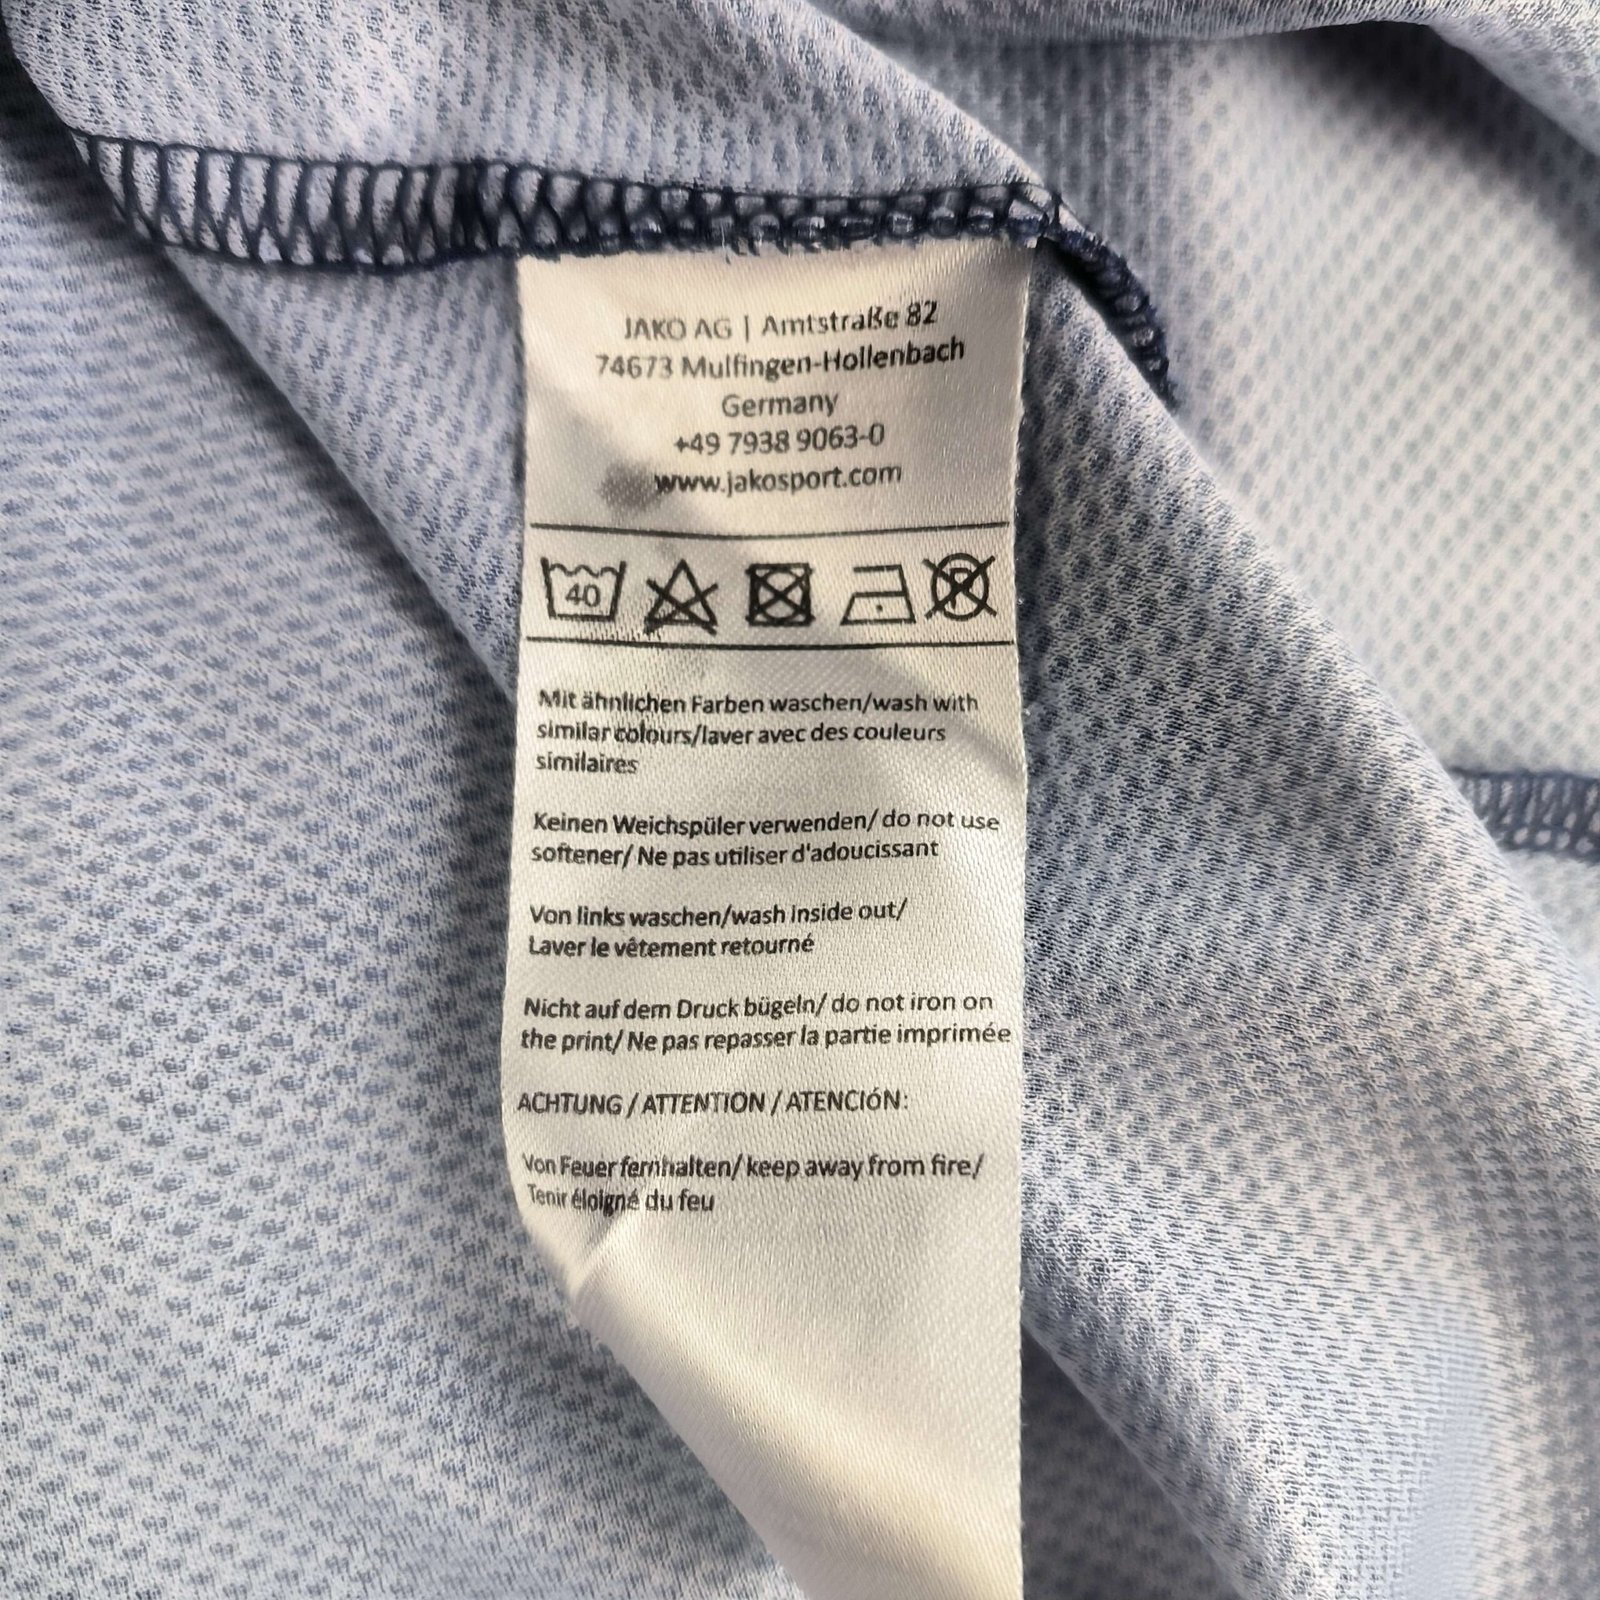 JAKO AG | Amtstraße 82
74673 Mulfingen-Hollenbach
Germany
+49 7938 9063-0
www.jakosport.com
40
P
Mit ähnlichen Farben waschen/wash with
similar colours/laver avec des couleurs
similaires
Keinen Weichspüler verwenden/ do not use
softener/ Ne pas utiliser d'adoucissant
Von links waschen/wash inside out/
Laver le vêtement retourné
Nicht auf dem Druck bügeln/ do not iron on
the print/ Ne pas repasser la partie imprimée
ACHTUNG / ATTENTION / ATENCIóN:
Von Feuer fernhalten/ keep away from fire/
Tenir éloigné du feu